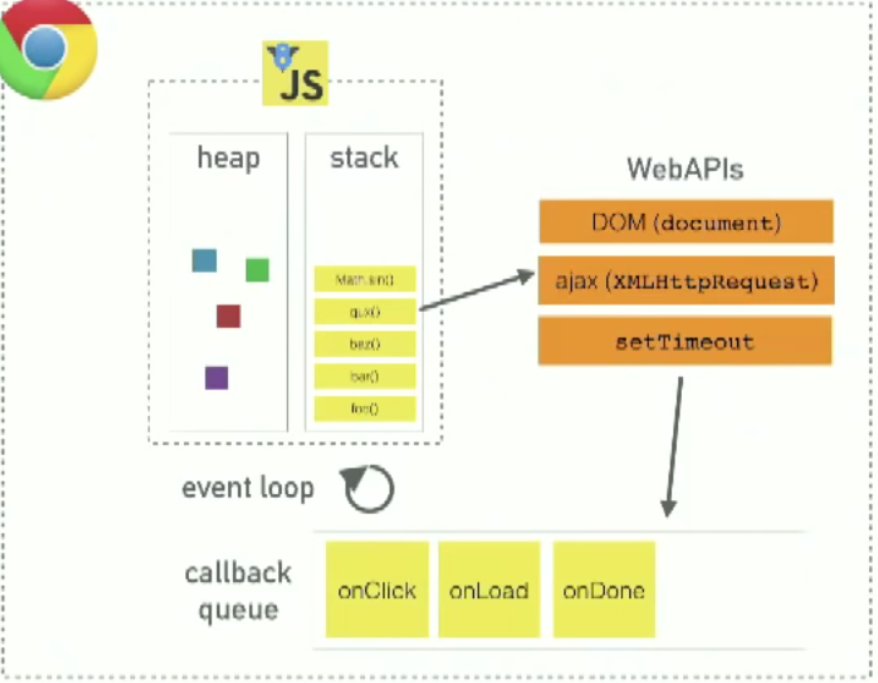 JS
heap
stack
WebAPIs
DOM (document)
ajax (XMLHttpRequest)
setTimeout
Math.sin()
qux()
baz()
bar()
foo()
event loop
callback
queue
onClick
onLoad
onDone